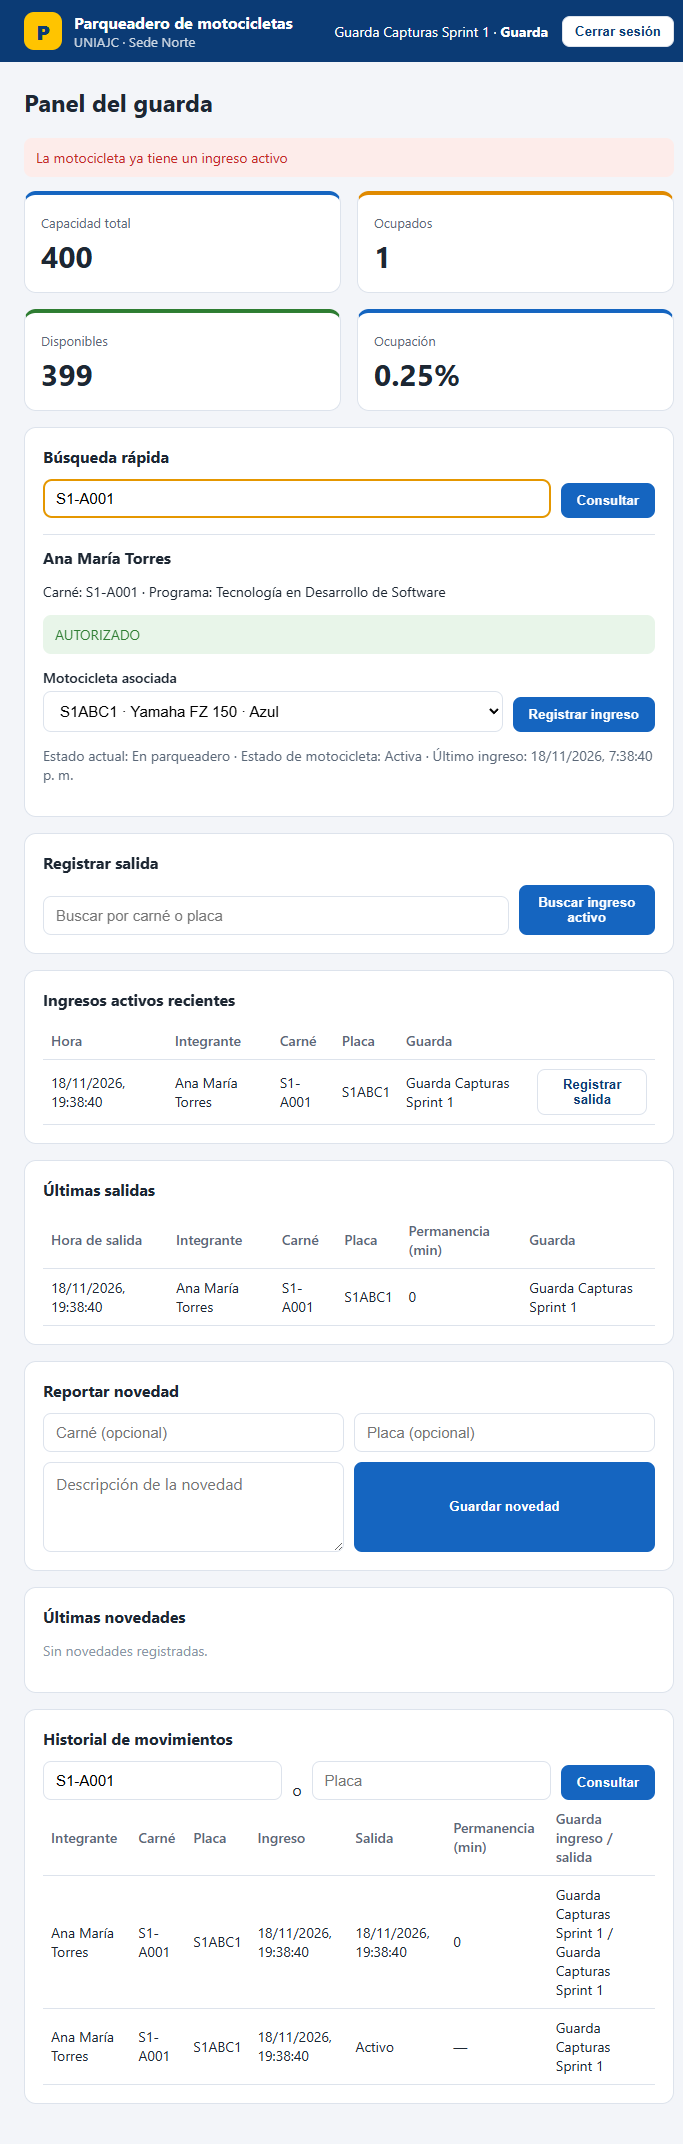 P
Parqueadero de motocicletas
UNIAJC · Sede Norte
Guarda Capturas Sprint 1 · Guarda
Cerrar sesión
Panel del guarda
La motocicleta ya tiene un ingreso activo
Capacidad total
400
Ocupados
1
Disponibles
399
Ocupación
0.25%
Búsqueda rápida
S1-A001
Consultar
Ana María Torres
Carné: S1-A001 · Programa: Tecnología en Desarrollo de Software
AUTORIZADO
Motocicleta asociada
S1ABC1 · Yamaha FZ 150 · Azul
Registrar ingreso
Estado actual: En parqueadero · Estado de motocicleta: Activa · Último ingreso: 18/11/2026, 7:38:40
p. m.
Registrar salida
Buscar por carné o placa
Buscar ingreso
activo
Ingresos activos recientes
Hora Integrante Carné Placa Guarda
18/11/2026, Ana María S1- S1ABC1 Guarda Capturas Registrar
19:38:40 Torres A001 Sprint 1 salida
Últimas salidas
Permanencia
Hora de salida Integrante Carné Placa (min) Guarda
18/11/2026, Ana María S1- S1ABC1 0 Guarda Capturas
19:38:40 Torres A001 Sprint 1
Reportar novedad
Carné (opcional)
Placa (opcional)
Descripción de la novedad
Guardar novedad
Últimas novedades
Sin novedades registradas.
Historial de movimientos
S1-A001 o Placa Consultar
Guarda
Integrante Carné Placa Ingreso Salida Permanencia ingreso /
(min) salida
Guarda
Capturas
Ana María S1- S1ABC1 18/11/2026, 18/11/2026, 0 Sprint 1 /
Torres A001 19:38:40 19:38:40 Guarda
Capturas
Sprint 1
Guarda
Ana María S1- S1ABC1 18/11/2026, Activo — Capturas
Torres A001 19:38:40 Sprint 1